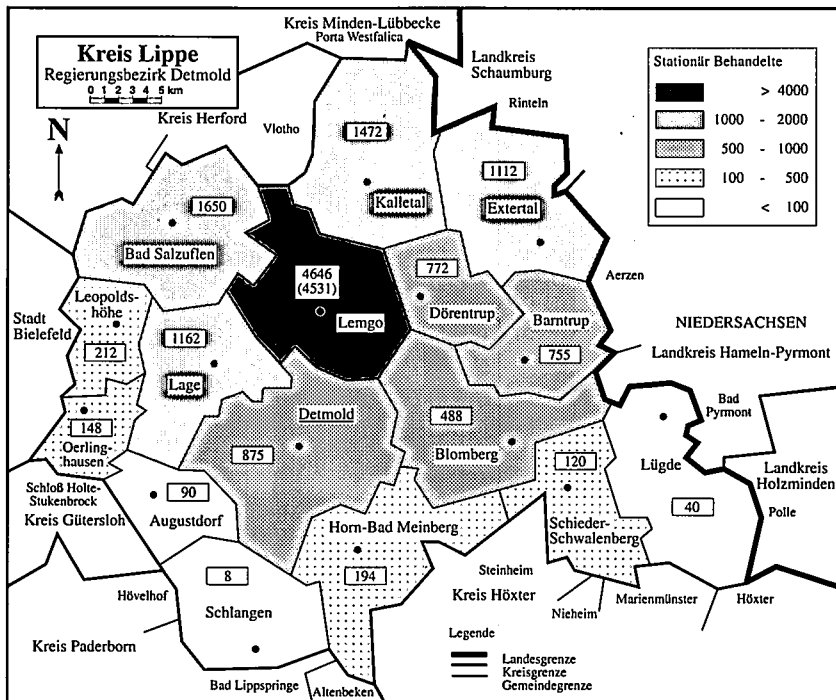 Kreis Lippe
Regierungsbezirk Detmold
0 1 2 3 4 5 km
N
Kreis Minden-Lübbecke
Porta Westfalica
Landkreis
Schaumburg
Rinteln
Kreis Herford
Vlotho
Stationär Behandelte
> 4000
1000 - 2000
500 - 1000
100 - 500
< 100
1472
Kalletal
1112
Extertal
1650
Bad Salzuflen
4646
(4531)
Lemgo
772
Dörentrup
Barntrup
755
Aerzen
NIEDERSACHSEN
Landkreis Hameln-Pyrmont
Stadt
Bielefeld
Leopolds-
höhe
212
1162
Lage
148
Oerling-
hausen
Detmold
875
488
Blomberg
120
Schieder-
Schwalenberg
Lügde
40
Bad
Pyrmont
Landkreis
Holzminden
Polle
Schloß Holte-
Stukenbrock
Kreis Gütersloh
90
Augustdorf
Horn-Bad Meinberg
194
8
Schlangen
Hövelhof
Kreis Paderborn
Bad Lippspringe
Altenbeken
Steinheim
Kreis Höxter
Nieheim
Marienmünster
Höxter
Legende
Landesgrenze
Kreisgrenze
Gemeindegrenze